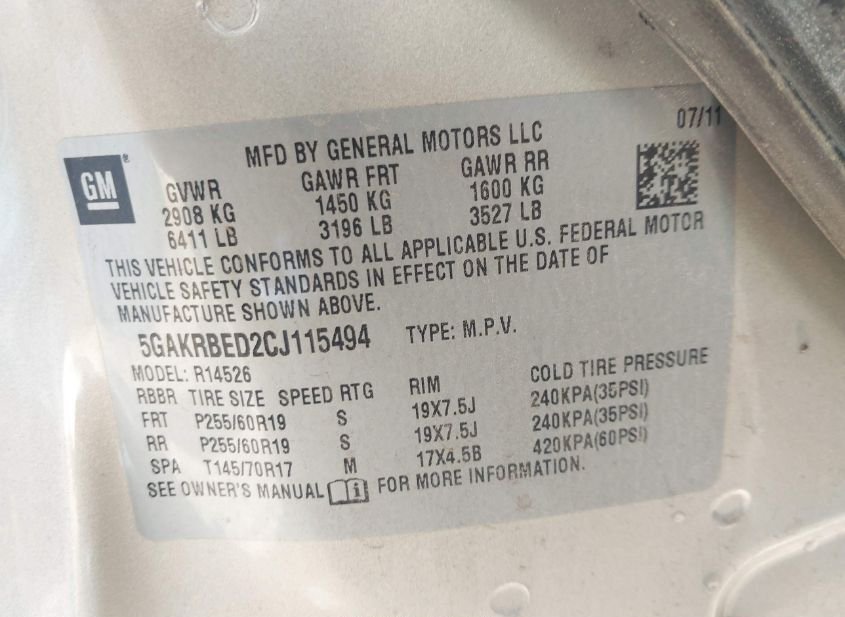 07/11
MFD BY GENERAL MOTORS LLC
GM ®
GVWR GAWR FRT GAWR RR
2908 KG 1450 KG 1600 KG
6411 LB 3196 LB 3527 LB
THIS VEHICLE CONFORMS TO ALL APPLICABLE U.S. FEDERAL MOTOR
VEHICLE SAFETY STANDARDS IN EFFECT ON THE DATE OF
MANUFACTURE SHOWN ABOVE.
5GAKRBED2CJ115494 TYPE: M.P.V.
MODEL: R14526
RBBR TIRE SIZE SPEED RTG RIM COLD TIRE PRESSURE
FRT P255/60R19 S 19X7.5J 240KPA(35PSI)
RR P255/60R19 S 19X7.5J 240KPA(35PSI)
SPA T145/70R17 M 17X4.5B 420KPA(60PSI)
SEE OWNER'S MANUAL FOR MORE INFORMATION.